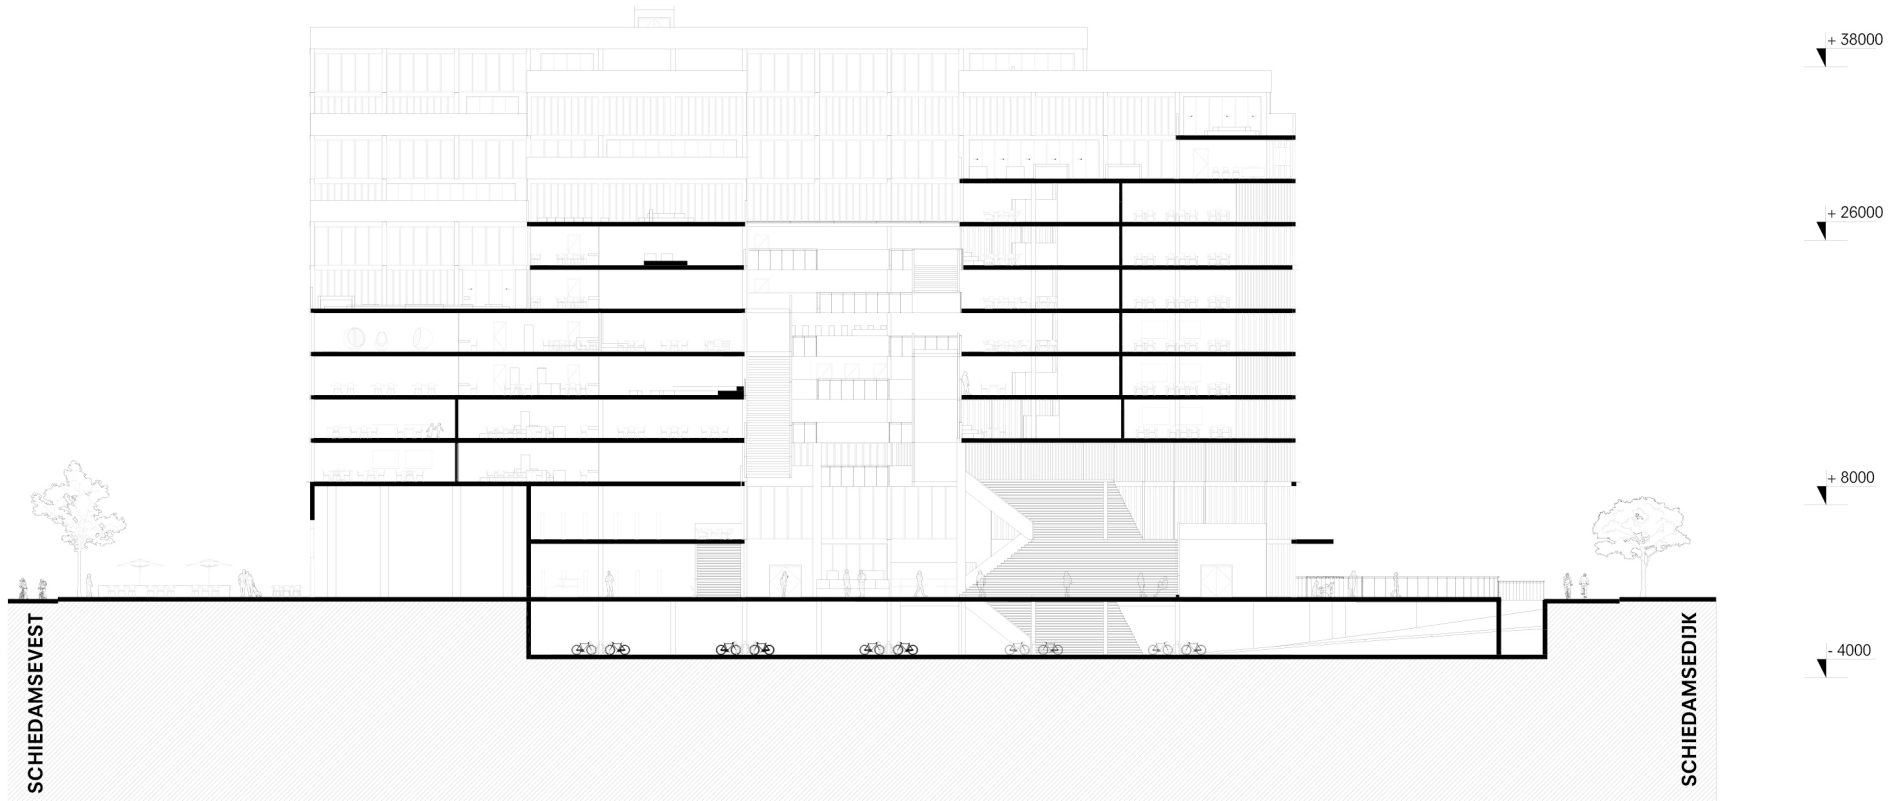 + 38000
+ 26000
+ 8000
- 4000
SCHIEDAMSEVEST
SCHIEDAMSEDIJK